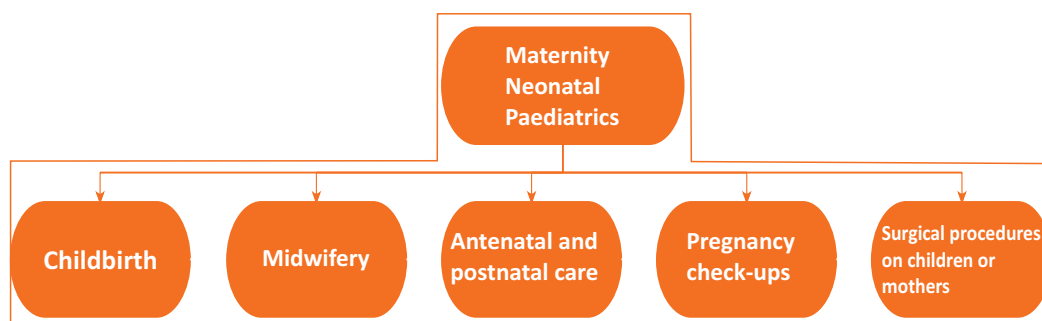 Maternity
Neonatal
Paediatrics
Childbirth
Midwifery
Antenatal and
postnatal care
Pregnancy
check-ups
Surgical procedures
on children or
mothers